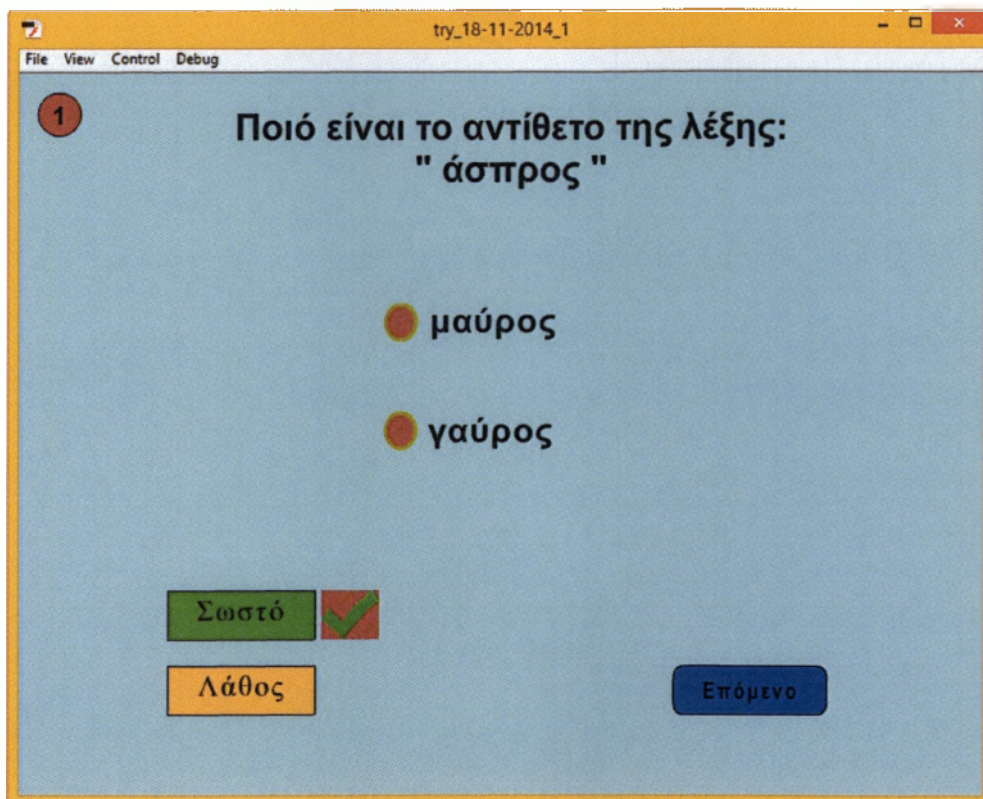 try_18-11-2014_1
File View Control Debug
1
Ποιό είναι το αντίθετο της λέξης:
" άσπρος "
μαύρος
γαύρος
Σωστό
Λάθος
Επόμενο